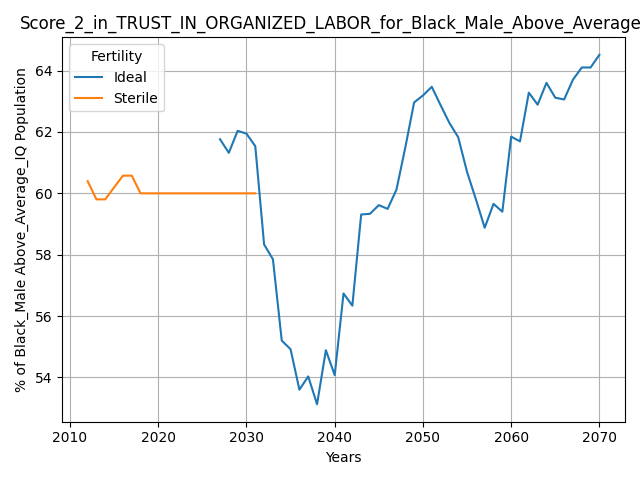 Score_2_in_TRUST_IN_ORGANIZED_LABOR_for_Black_Male_Above_Average
Fertility
Ideal
Sterile
% of Black_Male Above_Average_IQ Population
64
62
60
58
56
54
2010 2020 2030 2040 2050 2060 2070
Years